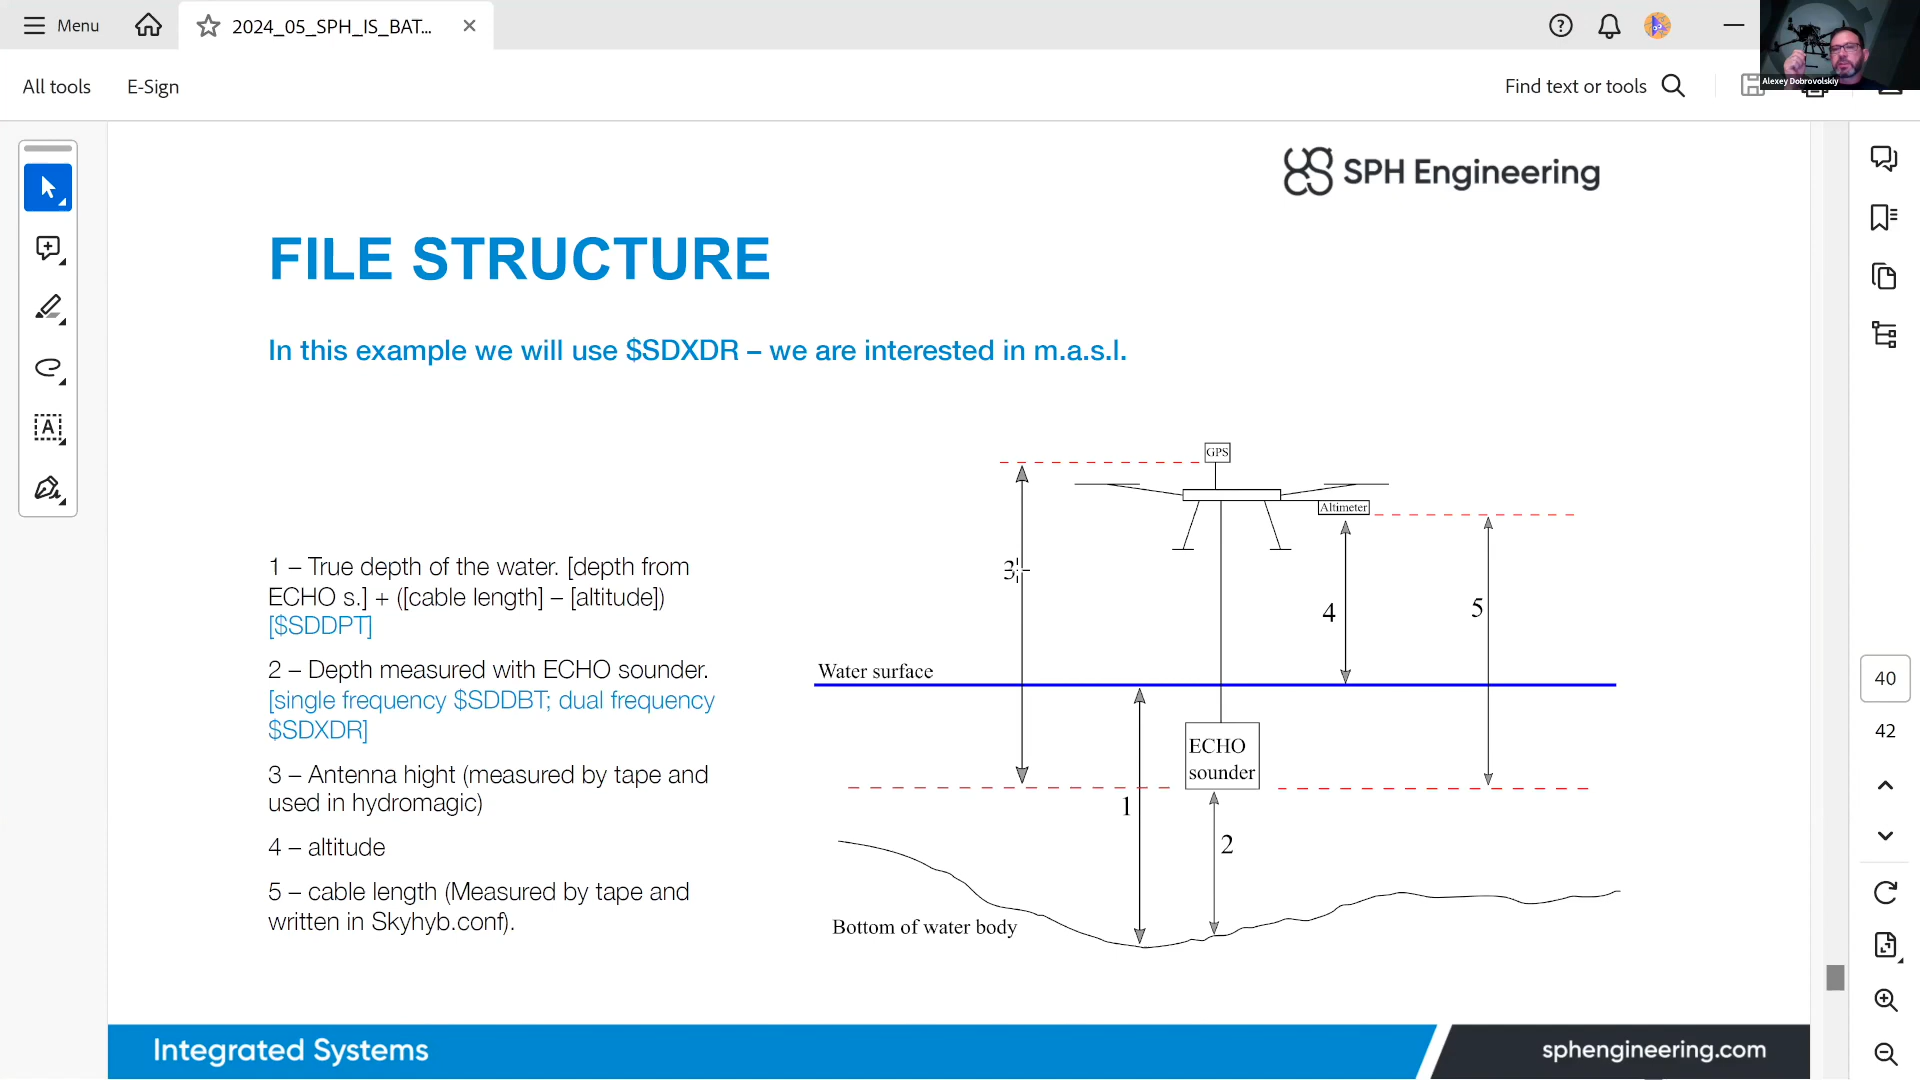 Menu
2024_05_SPH_IS_BAT...
Alexey Dobrovolskiy
All tools
E-Sign
Find text or tools
SPH Engineering
FILE STRUCTURE
In this example we will use $SDXDR – we are interested in m.a.s.l.
1 – True depth of the water. [depth from
ECHO s.] + ([cable length] – [altitude])
[$SDDPT]
2 – Depth measured with ECHO sounder.
[single frequency $SDDBT; dual frequency
$SDXDR]
3 – Antenna hight (measured by tape and
used in hydromagic)
4 – altitude
5 – cable length (Measured by tape and
written in Skyhyb.conf).
GPS
Altimeter
3
4
5
Water surface
ECHO
sounder
1
2
Bottom of water body
40
42
Integrated Systems
sphengineering.com